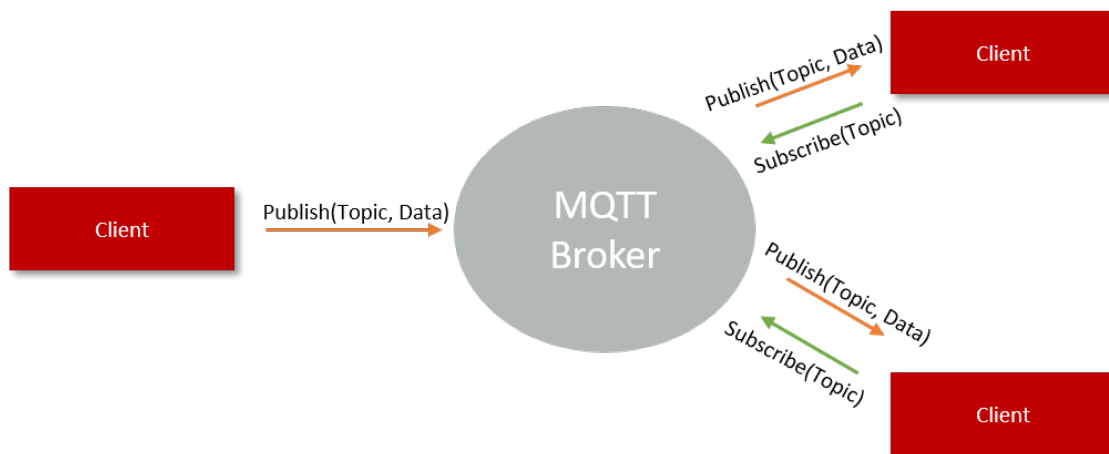 Client
Publish(Topic, Data)
MQTT
Broker
Publish(Topic, Data)
Subscribe(Topic)
Client
Publish(Topic, Data)
Subscribe(Topic)
Client